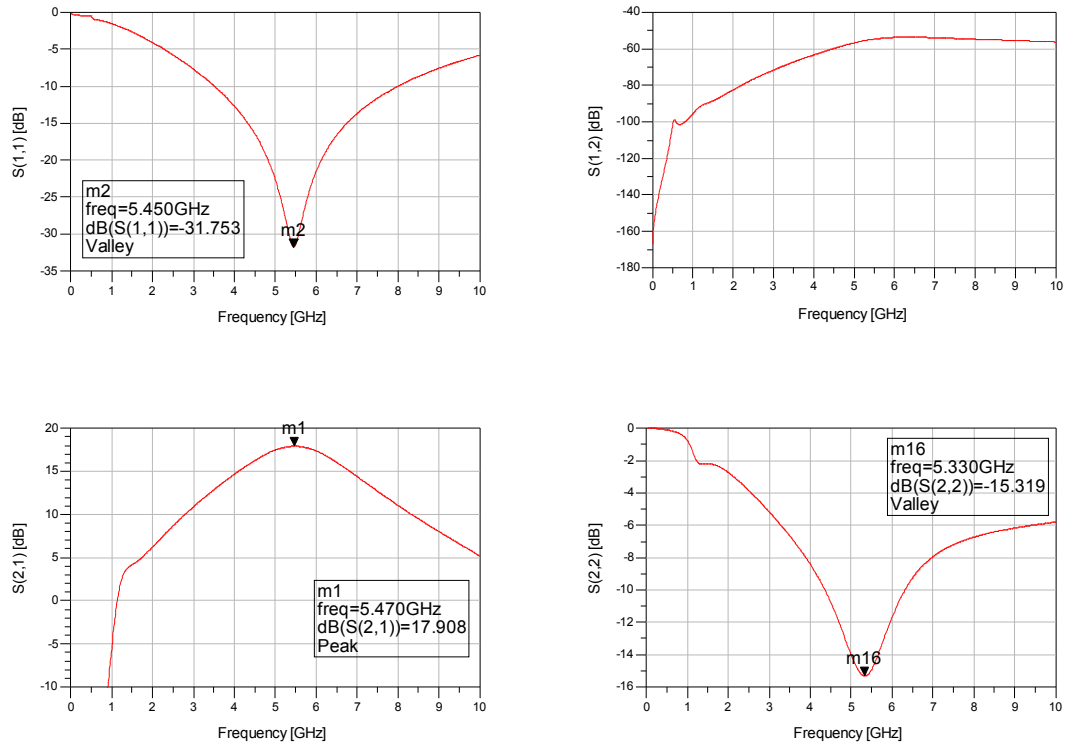 0
-5
-10
-15
-20
-25
-30
-35
S(1,1) [dB]
m2
freq=5.450GHz
dB(S(1,1))=-31.753
Valley
m2
0 1 2 3 4 5 6 7 8 9 10
Frequency [GHz]
-40
-60
-80
-100
-120
-140
-160
-180
S(1,2) [dB]
0 1 2 3 4 5 6 7 8 9 10
Frequency [GHz]
20
15
10
5
0
-5
-10
S(2,1) [dB]
m1
m1
freq=5.470GHz
dB(S(2,1))=17.908
Peak
0 1 2 3 4 5 6 7 8 9 10
Frequency [GHz]
0
-2
-4
-6
-8
-10
-12
-14
-16
S(2,2) [dB]
m16
freq=5.330GHz
dB(S(2,2))=-15.319
Valley
m16
0 1 2 3 4 5 6 7 8 9 10
Frequency [GHz]